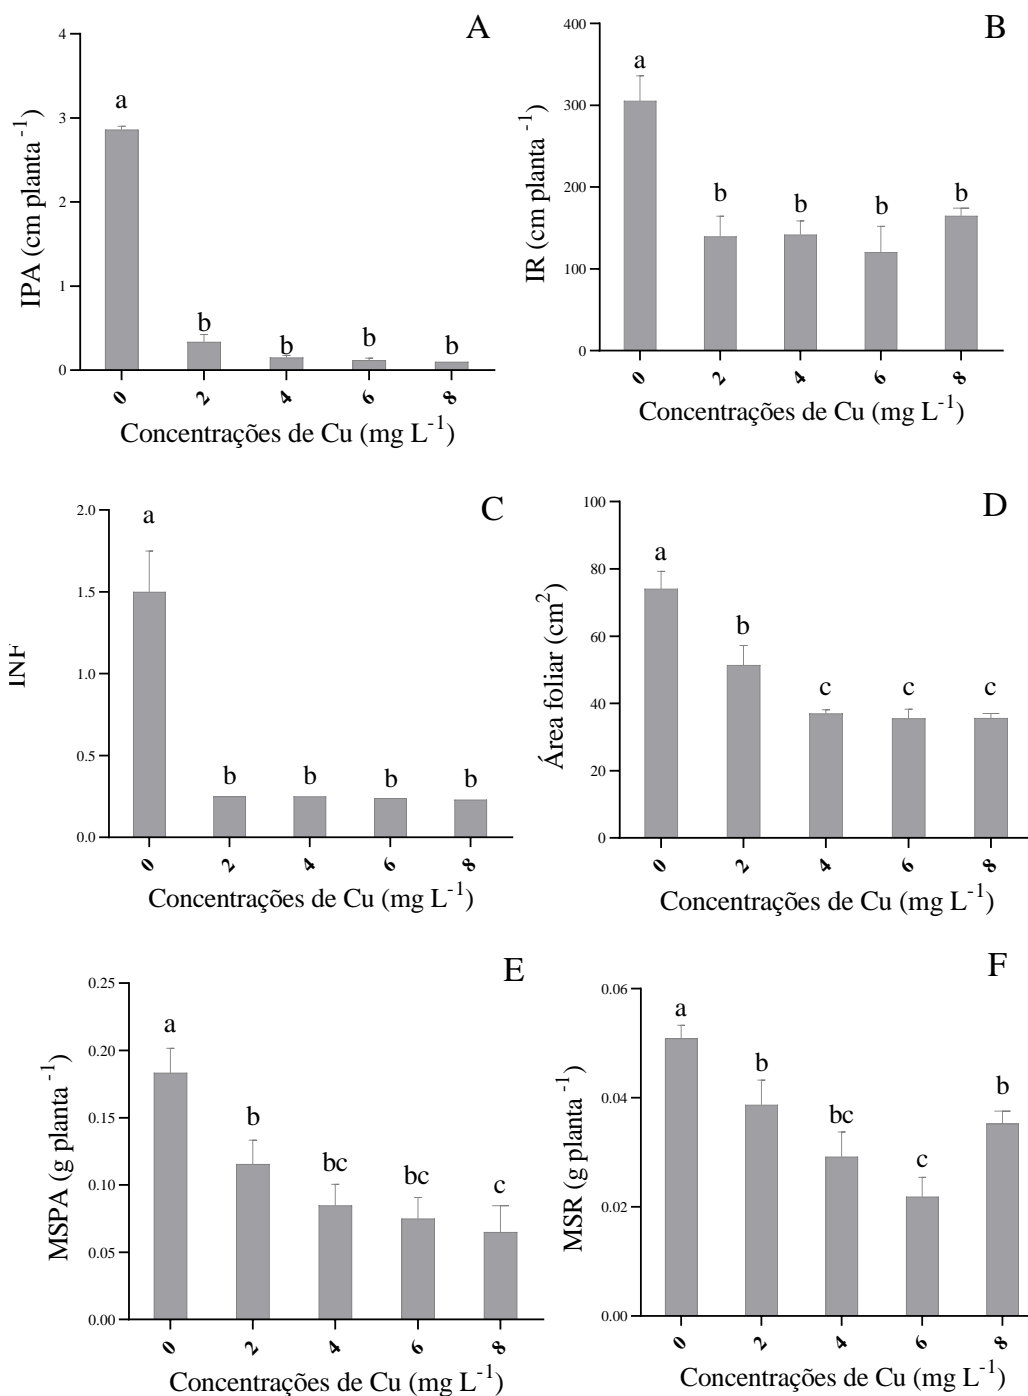 A
IPA (cm planta -1)
4
3
2
1
0
a
b
b
b
b
0
2
4
6
8
Concentrações de Cu (mg L-1)
B
IR (cm planta -1)
400
300
200
100
0
a
b
b
b
b
0
2
4
6
8
Concentrações de Cu (mg L-1)
C
INF
2.0
1.5
1.0
0.5
0.0
a
b
b
b
b
0
2
4
6
8
Concentrações de Cu (mg L-1)
D
Área foliar (cm2)
100
80
60
40
20
0
a
b
c
c
c
0
2
4
6
8
Concentrações de Cu (mg L-1)
E
MSPA (g planta -1)
0.25
0.20
0.15
0.10
0.05
0.00
a
b
bc
bc
c
0
2
4
6
8
Concentrações de Cu (mg L-1)
F
MSR (g planta -1)
0.06
0.04
0.02
0.00
a
b
bc
c
b
0
2
4
6
8
Concentrações de Cu (mg L-1)